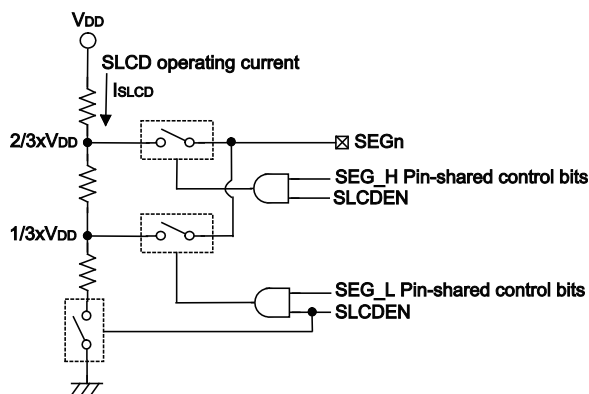 VDD
SLCD operating current
ISLCD
2/3xVDD
SEGn
SEG_H Pin-shared control bits
SLCDEN
1/3xVDD
SEG_L Pin-shared control bits
SLCDEN